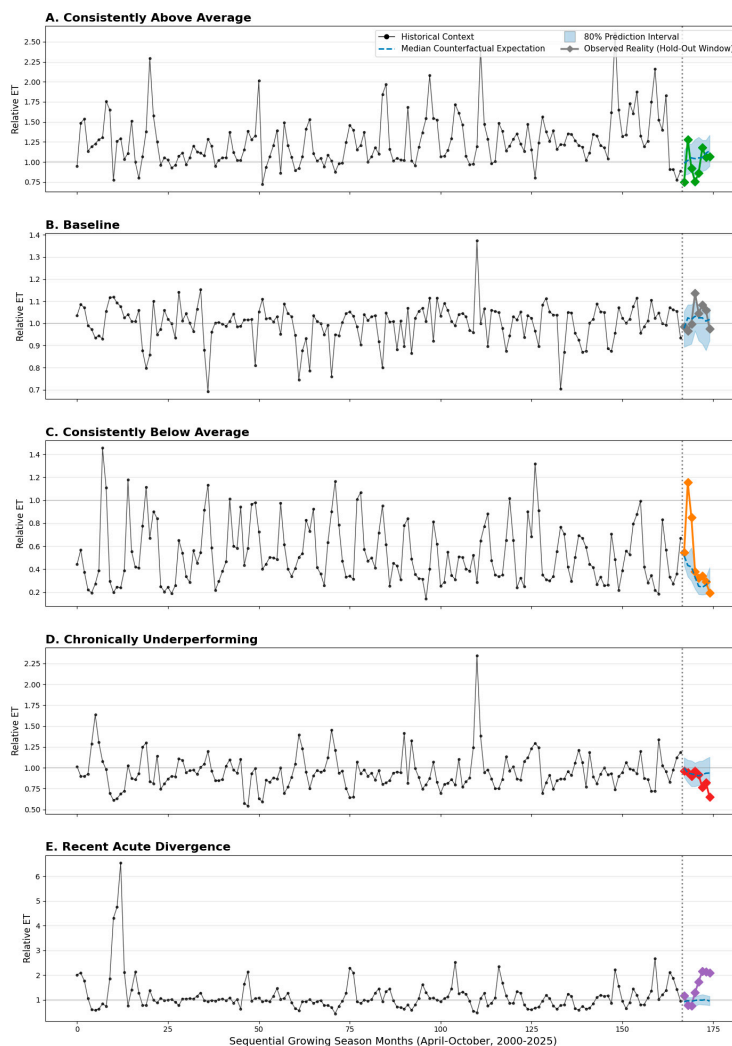 A. Consistently Above Average
Historical Context
Median Counterfactual Expectation
80% Prediction Interval
Observed Reality (Hold-Out Window)
Relative ET
2.50
2.25
2.00
1.75
1.50
1.25
1.00
0.75
B. Baseline
Relative ET
1.4
1.3
1.2
1.1
1.0
0.9
0.8
0.7
C. Consistently Below Average
Relative ET
1.4
1.2
1.0
0.8
0.6
0.4
0.2
D. Chronically Underperforming
Relative ET
2.25
2.00
1.75
1.50
1.25
1.00
0.75
0.50
E. Recent Acute Divergence
Relative ET
6
5
4
3
2
1
0 25 50 75 100 125 150 175
Sequential Growing Season Months (April-October, 2000-2025)